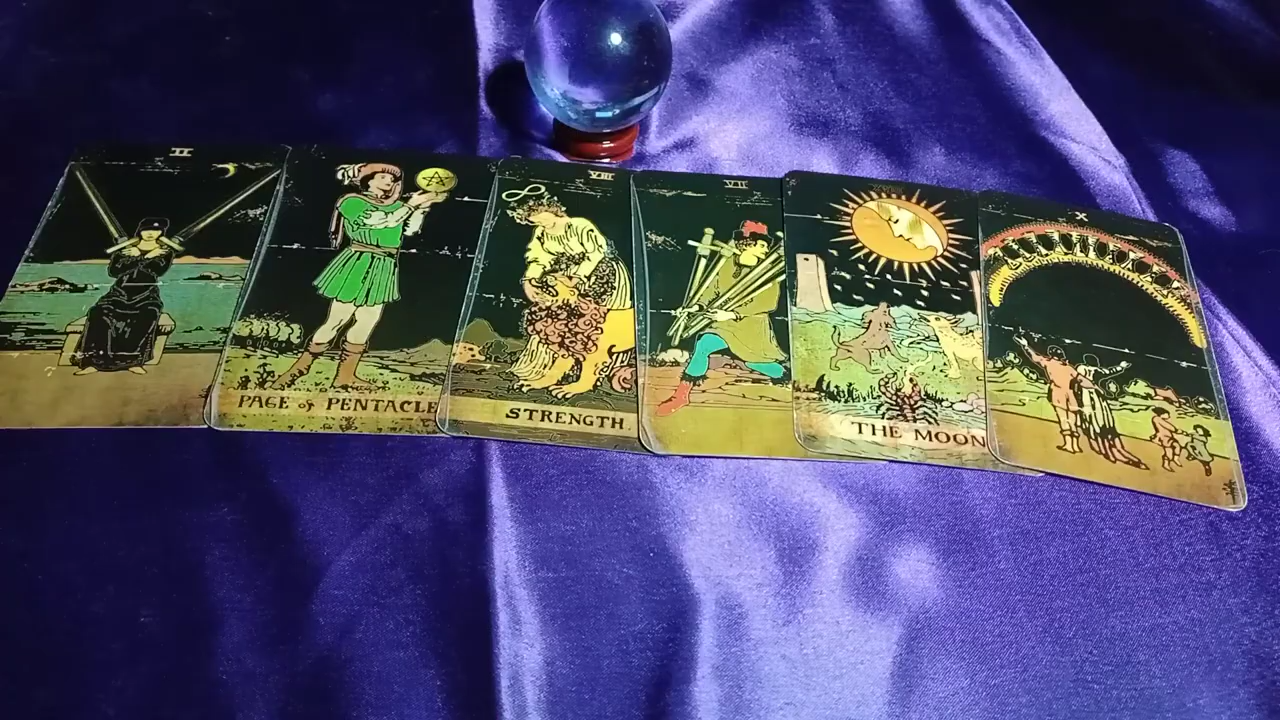 II
PAGE of PENTACLE
VIII
STRENGTH.
VII
THE MOON
X